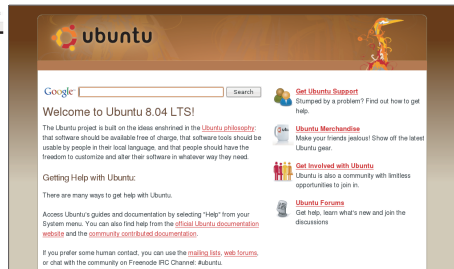 ubuntu
Google Search
Welcome to Ubuntu 8.04 LTS!
The Ubuntu project is built on the ideas enshrined in the Ubuntu philosophy:
that software should be available free of charge, that software tools should be
usable by people in their local language, and that people should have the
freedom to customize and alter their software in whatever way they need.
Getting Help with Ubuntu:
There are many ways to get help with Ubuntu.
Access Ubuntu's guides and documentation by selecting "Help" from your
System menu. You can also find help from the official Ubuntu documentation
website and the community contributed documentation.
If you prefer some human contact, you can use the mailing lists, web forums,
or chat with the community on Freenode IRC Channel: #ubuntu.
Get Ubuntu Support
Stumped by a problem? Find out how to get
help.
Ubuntu Merchandise
Make your friends jealous! Show off the latest
Ubuntu gear.
Get Involved with Ubuntu
Ubuntu is also a community with limitless
opportunities to join in.
Ubuntu Forums
Get help, learn what's new and join the
discussions